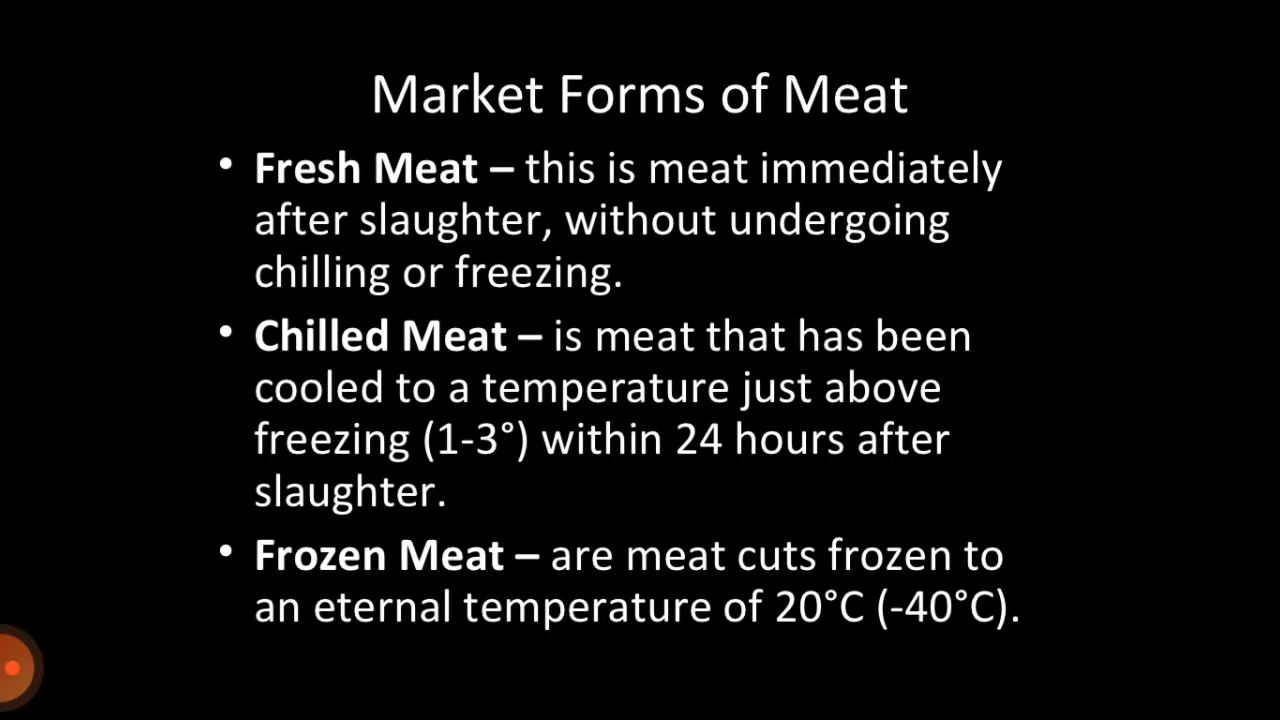 Market Forms of Meat
• Fresh Meat – this is meat immediately
after slaughter, without undergoing
chilling or freezing.
• Chilled Meat – is meat that has been
cooled to a temperature just above
freezing (1-3°) within 24 hours after
slaughter.
• Frozen Meat – are meat cuts frozen to
an eternal temperature of 20°C (-40°C).